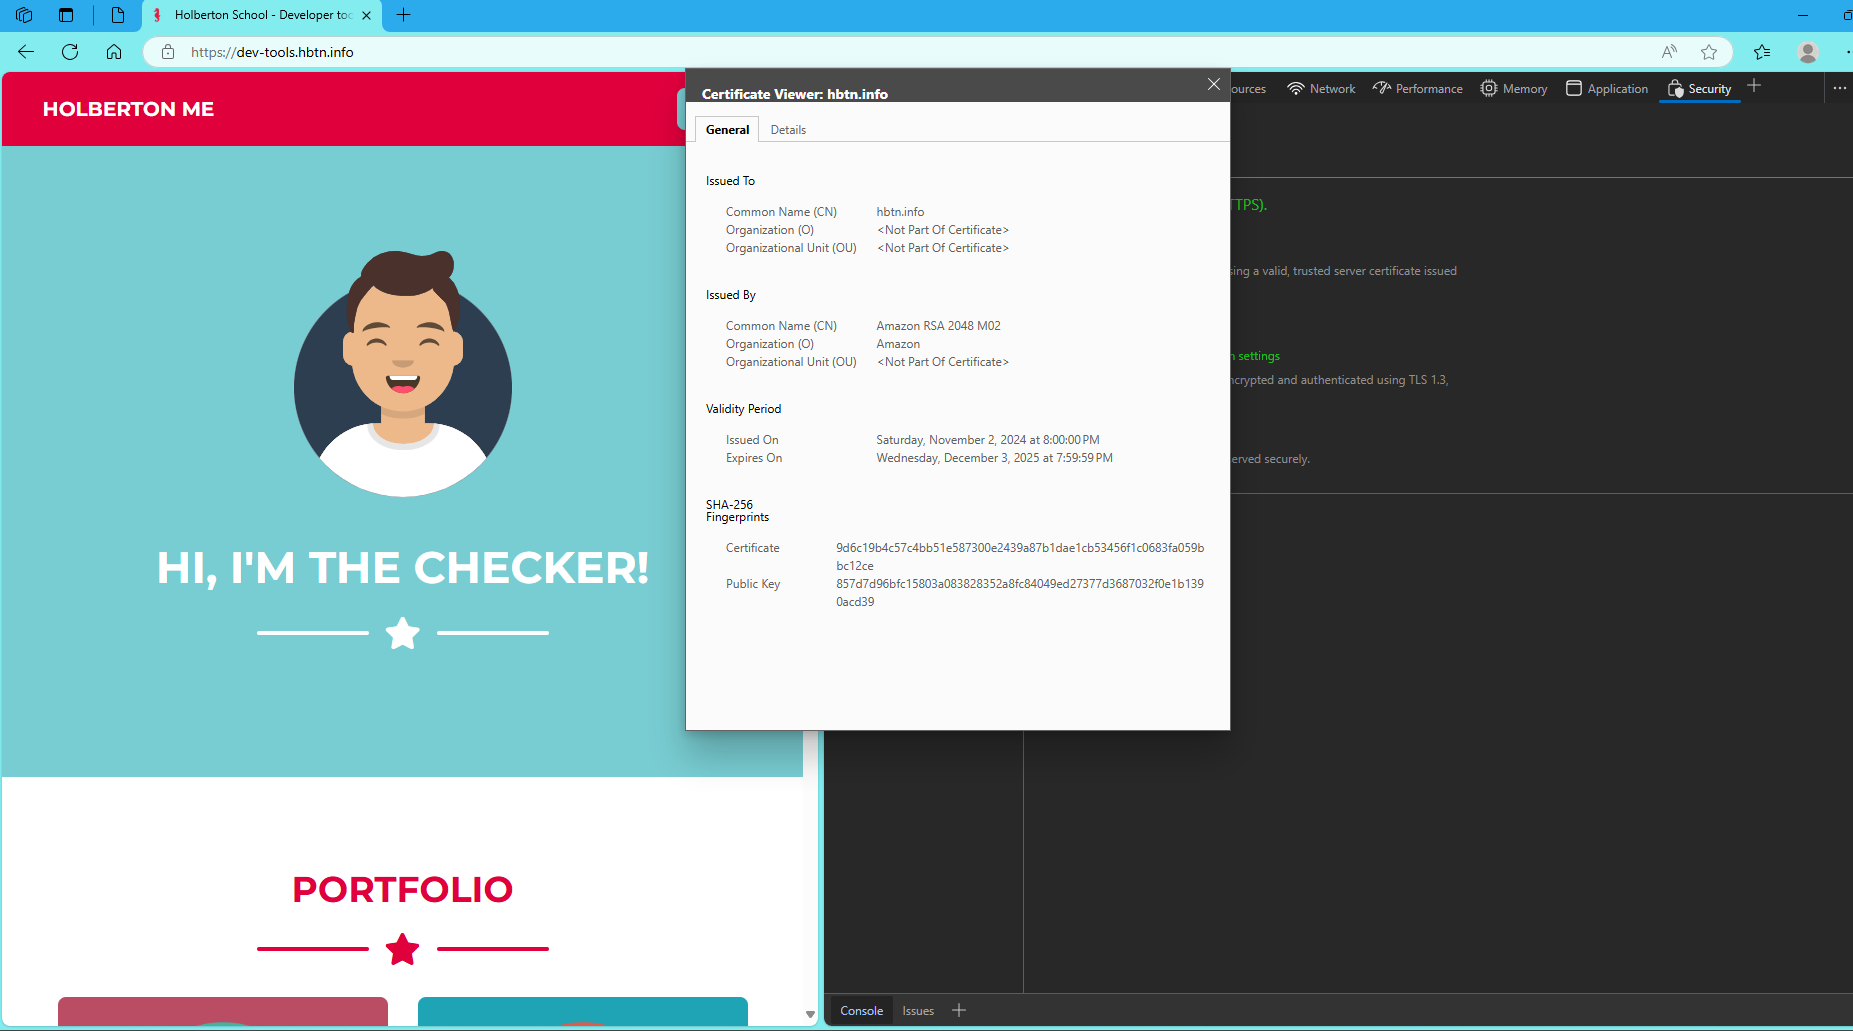 Holberton School - Developer too
https://dev-tools.hbtn.info
HOLBERTON ME
HI, I'M THE CHECKER!
PORTFOLIO
Certificate Viewer: hbtn.info
General Details
Issued To
Common Name (CN) hbtn.info
Organization (O) <Not Part Of Certificate>
Organizational Unit (OU) <Not Part Of Certificate>
Issued By
Common Name (CN) Amazon RSA 2048 M02
Organization (O) Amazon
Organizational Unit (OU) <Not Part Of Certificate>
Validity Period
Issued On Saturday, November 2, 2024 at 8:00:00 PM
Expires On Wednesday, December 3, 2025 at 7:59:59 PM
SHA-256
Fingerprints
Certificate 9d6c19b4c57c4bb51e587300e2439a87b1dae1cb53456f1c0683fa059b
bc12ce
Public Key 857d7d96bfc15803a083828352a8fc84049ed27377d3687032f0e1b139
0acd39
ources Network Performance Memory Application Security
TPS).
sing a valid, trusted server certificate issued
n settings
ncrypted and authenticated using TLS 1.3,
erved securely.
Console Issues